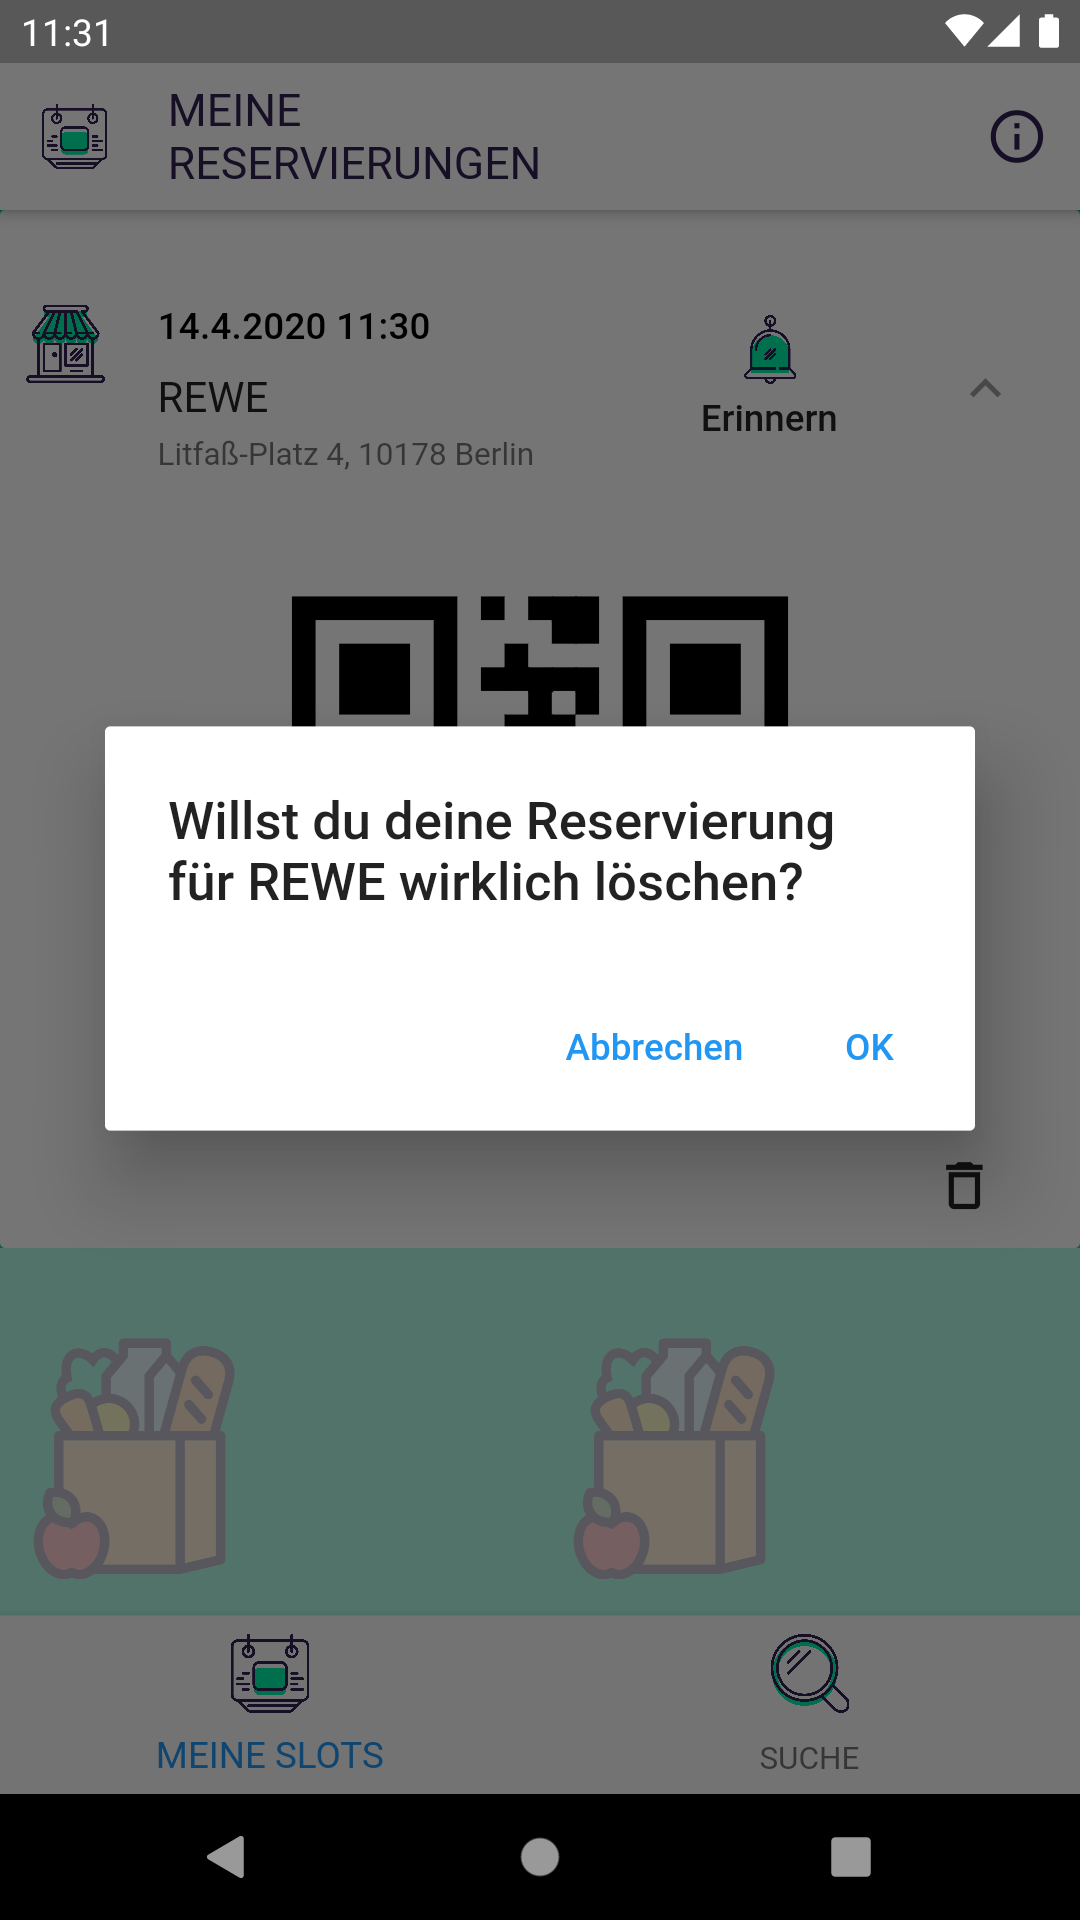 11:31
MEINE
RESERVIERUNGEN
14.4.2020 11:30
REWE
Litfaß-Platz 4, 10178 Berlin
Erinnern
Willst du deine Reservierung
für REWE wirklich löschen?
Abbrechen
OK
MEINE SLOTS
SUCHE